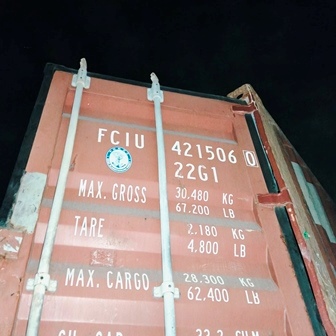 FCIU 421506 0
22G1
MAX. GROSS 30.480 KG
67.200 LB
TARE 2.180 KG
4.800 LB
MAX. CARGO 28.300 KG
62.400 LB